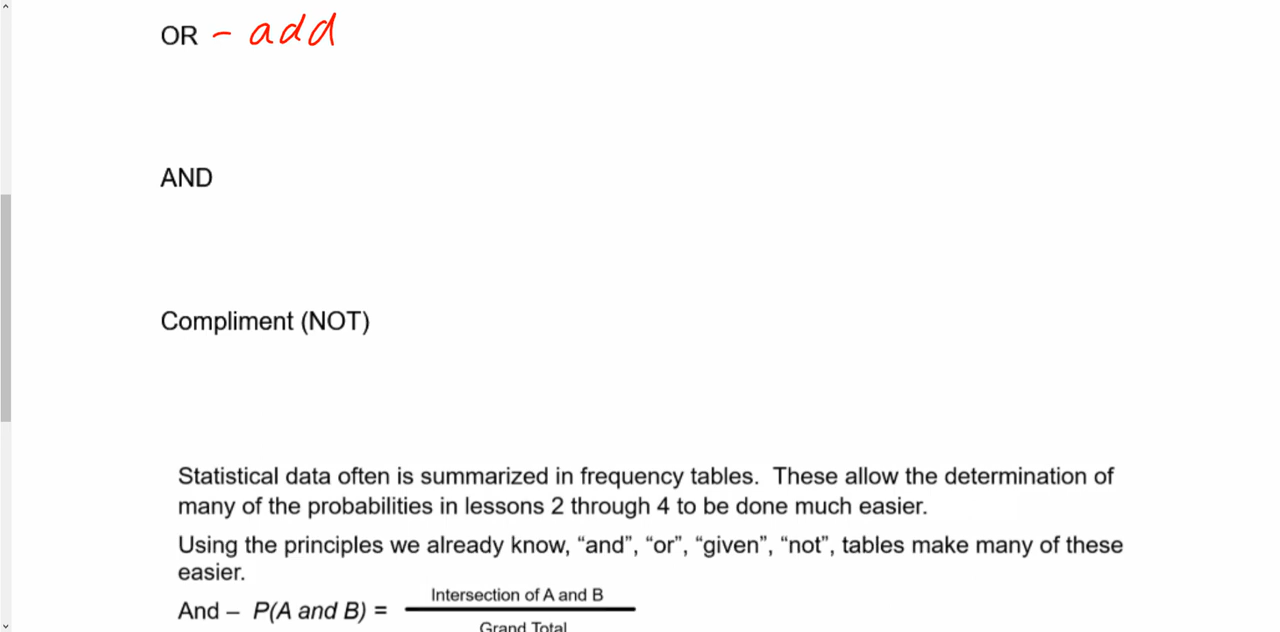 OR - add
AND
Compliment (NOT)
Statistical data often is summarized in frequency tables.  These allow the determination of
many of the probabilities in lessons 2 through 4 to be done much easier.
Using the principles we already know, “and”, “or”, “given”, “not”, tables make many of these
easier.
And – P(A and B) = Intersection of A and B
Grand Total